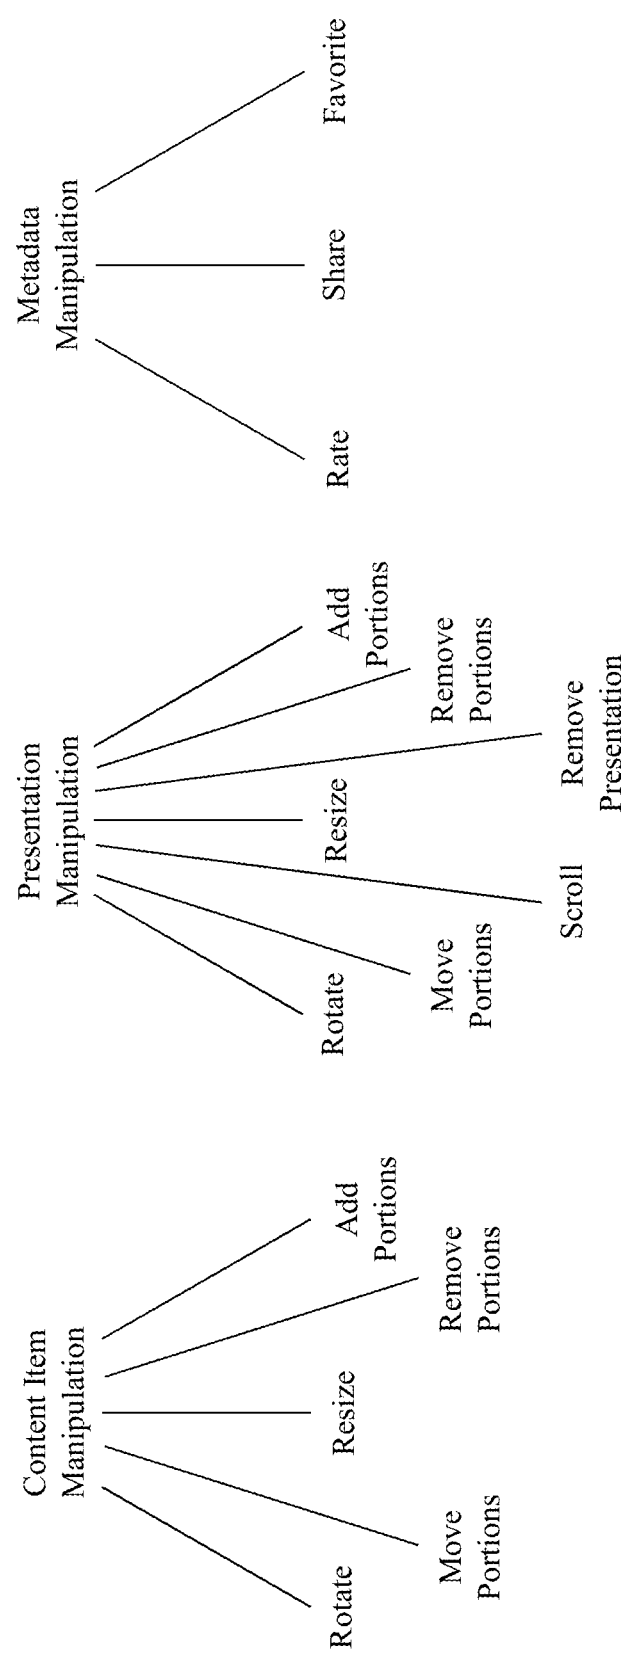 Content Item
Manipulation
Rotate
Move
Portions
Resize
Remove
Portions
Add
Portions
Presentation
Manipulation
Rotate
Move
Portions
Scroll
Resize
Remove
Presentation
Remove
Portions
Add
Portions
Metadata
Manipulation
Rate
Share
Favorite